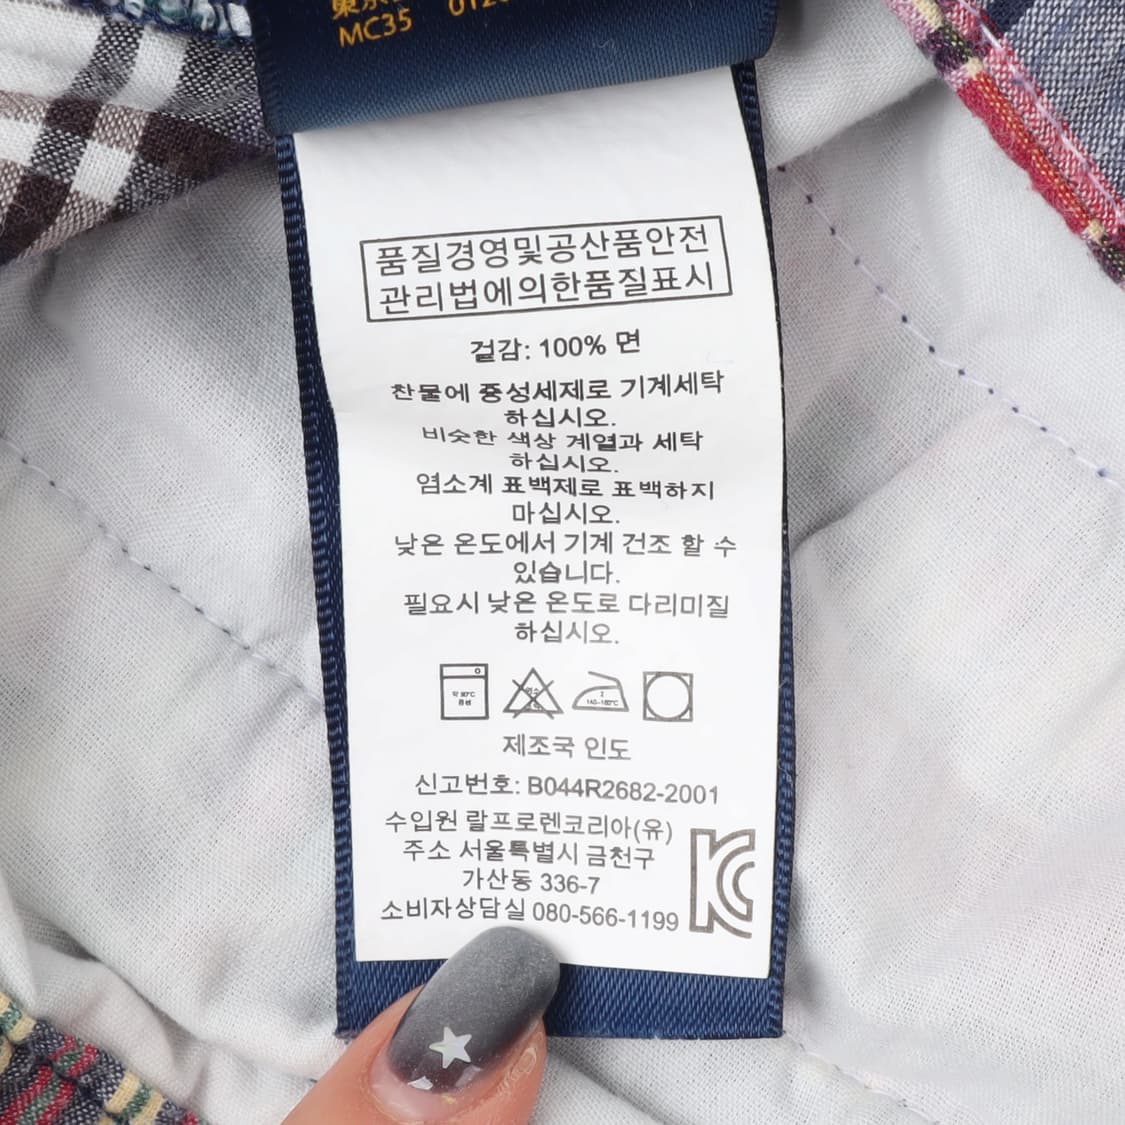 MC35
품질경영및공산품안전
관리법에의한품질표시
겉감: 100% 면
찬물에 중성세제로 기계세탁
하십시오.
비슷한 색상 계열과 세탁
하십시오.
염소계 표백제로 표백하지
마십시오.
낮은 온도에서 기계 건조 할 수
있습니다.
필요시 낮은 온도로 다리미질
하십시오.
제조국 인도
신고번호: B044R2682-2001
수입원 랄프로렌코리아(유)
주소 서울특별시 금천구
가산동 336-7
소비자상담실 080-566-1199